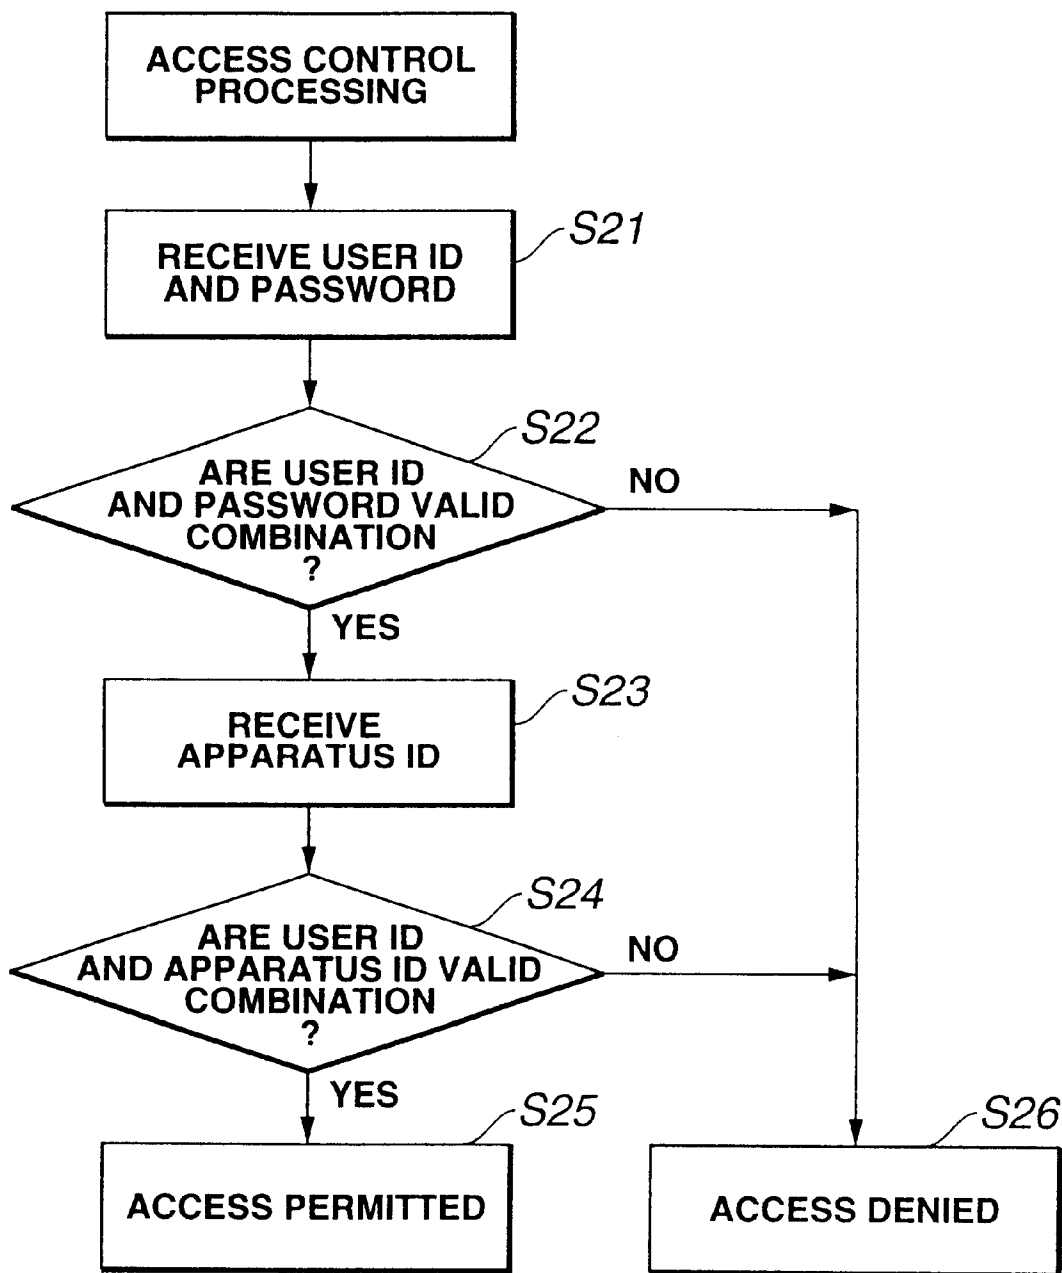 ACCESS CONTROL
PROCESSING
S21
RECEIVE USER ID
AND PASSWORD
S22
ARE USER ID
AND PASSWORD VALID
COMBINATION
?
NO
YES
S23
RECEIVE
APPARATUS ID
S24
ARE USER ID
AND APPARATUS ID VALID
COMBINATION
?
NO
YES
S25
ACCESS PERMITTED
S26
ACCESS DENIED